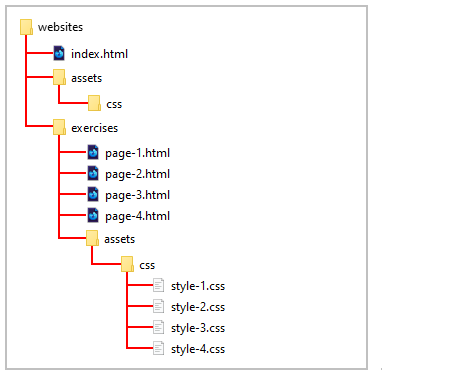 websites
index.html
assets
css
exercises
page-1.html
page-2.html
page-3.html
page-4.html
assets
css
style-1.css
style-2.css
style-3.css
style-4.css